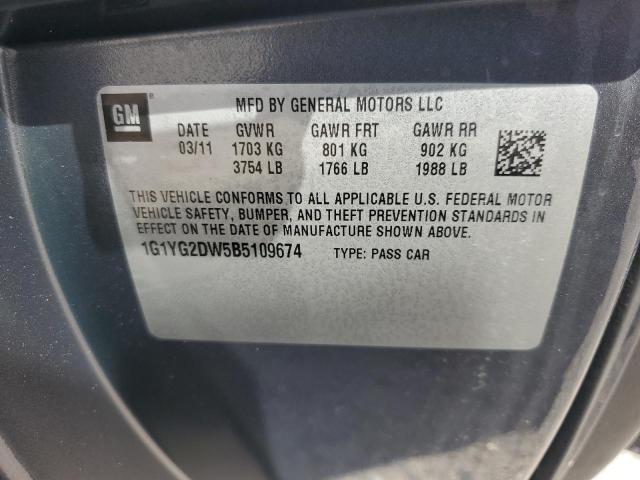 GM ®
MFD BY GENERAL MOTORS LLC
DATE GVWR GAWR FRT GAWR RR
03/11 1703 KG 801 KG 902 KG
3754 LB 1766 LB 1988 LB
THIS VEHICLE CONFORMS TO ALL APPLICABLE U.S. FEDERAL MOTOR
VEHICLE SAFETY, BUMPER, AND THEFT PREVENTION STANDARDS IN
EFFECT ON THE DATE OF MANUFACTURE SHOWN ABOVE.
1G1YG2DW5B5109674 TYPE: PASS CAR